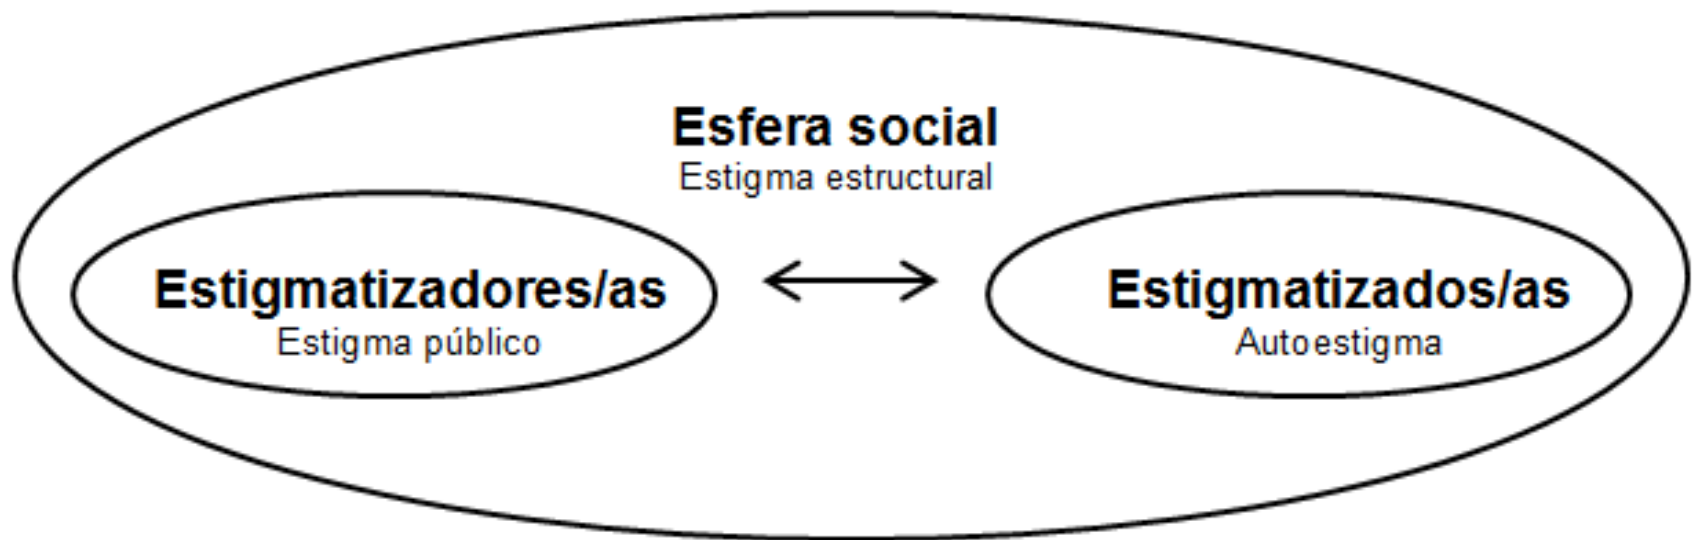 Esfera social
Estigma estructural
Estigmatizadores/as
Estigma público
Estigmatizados/as
Autoestigma